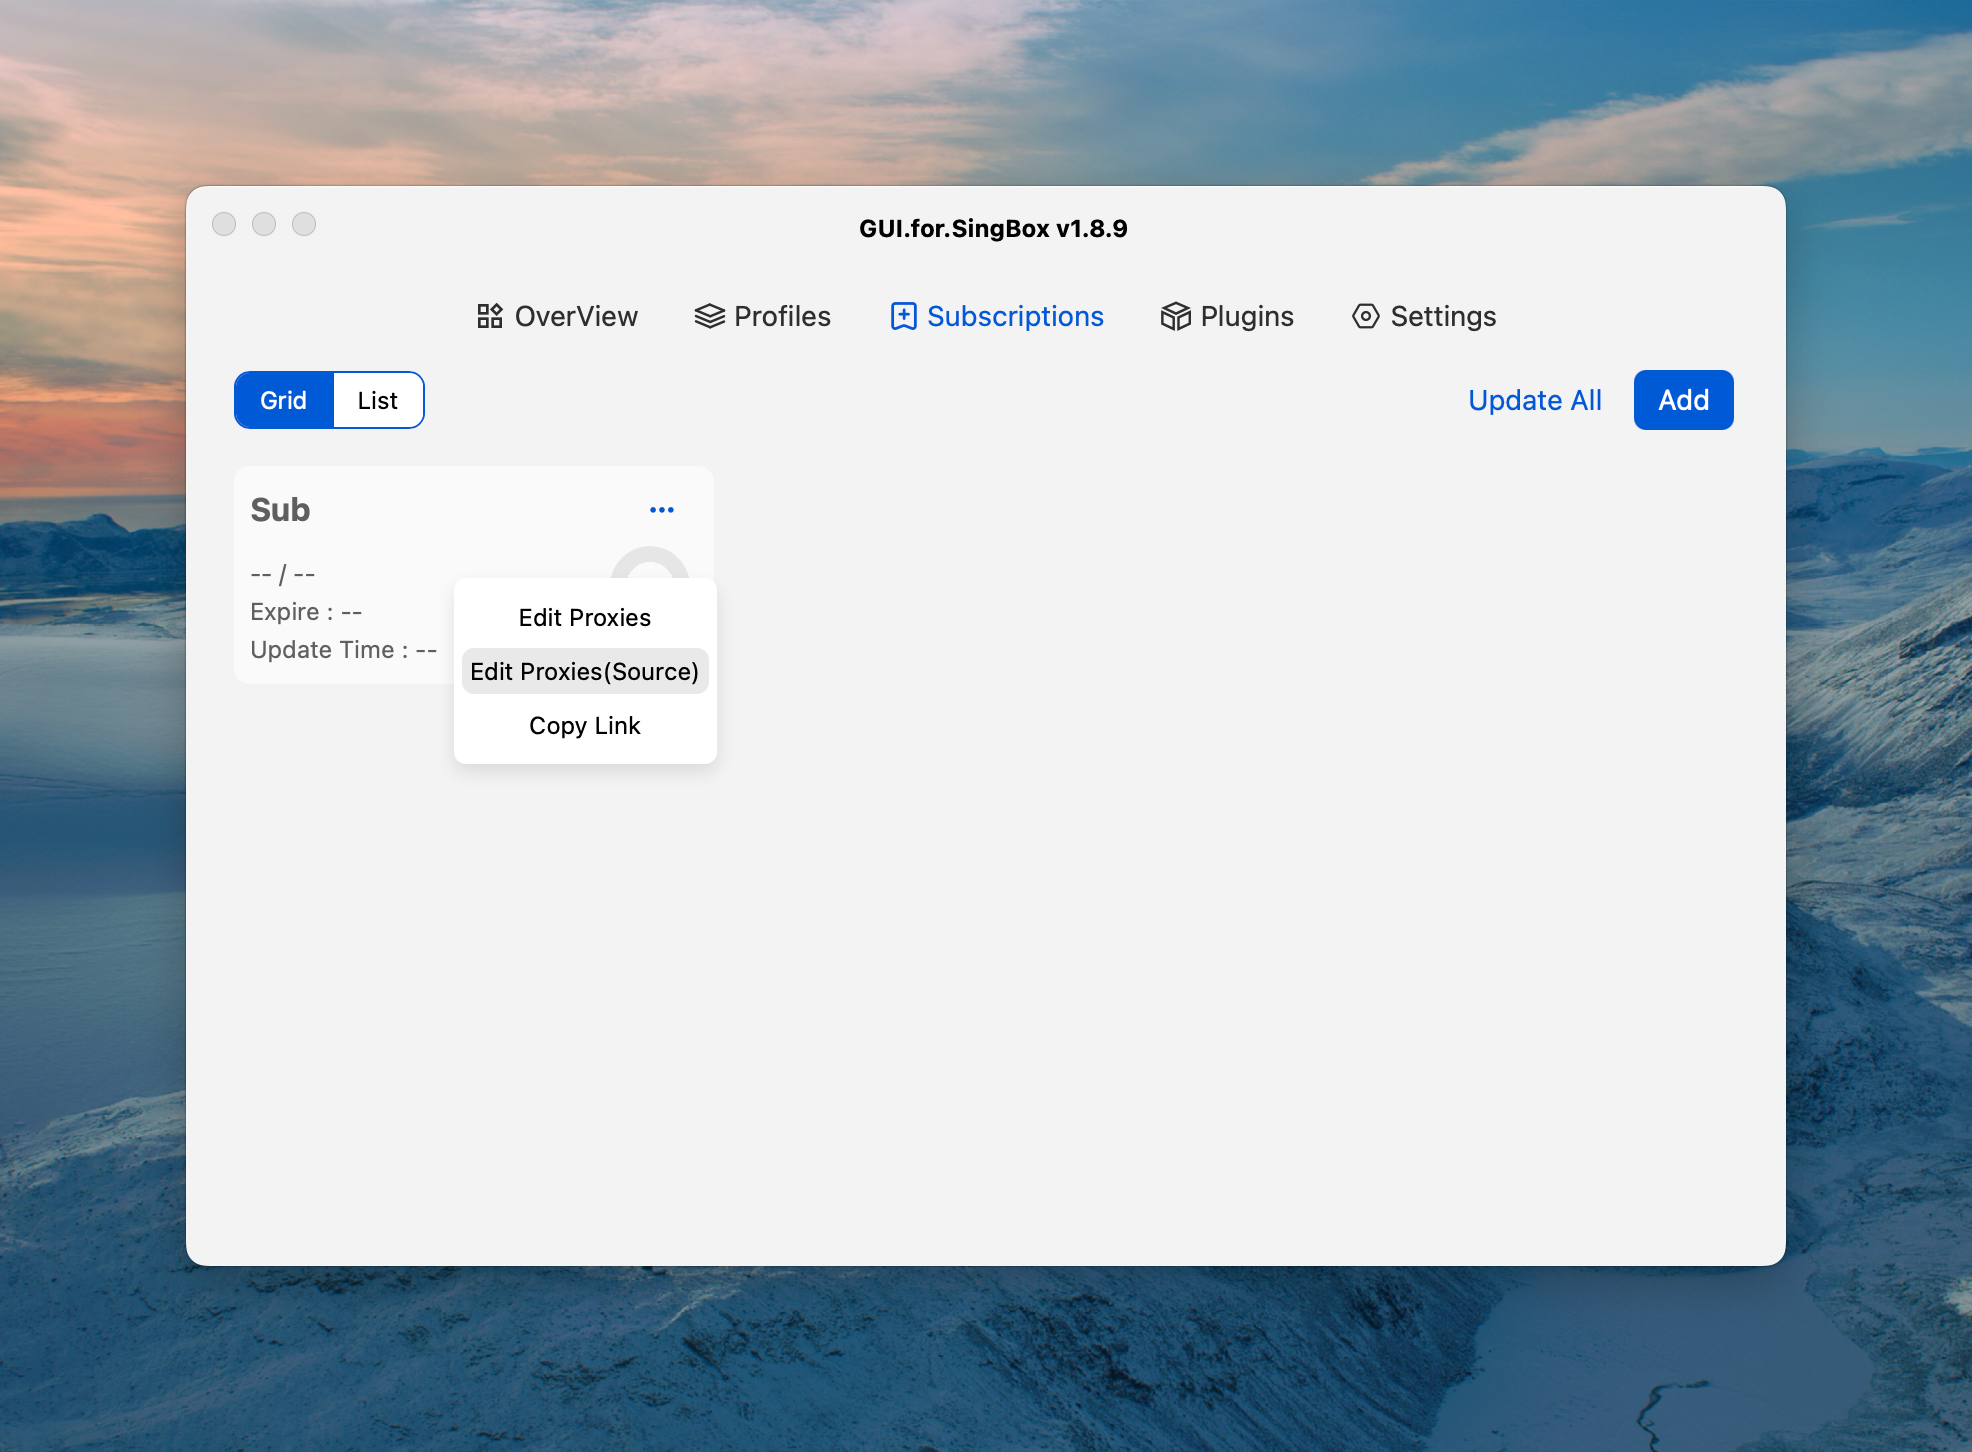 GUI.for.SingBox v1.8.9
OverView
Profiles
Subscriptions
Plugins
Settings
Grid
List
Update All
Add
Sub
-- / --
Expire : --
Update Time : --
Edit Proxies
Edit Proxies(Source)
Copy Link